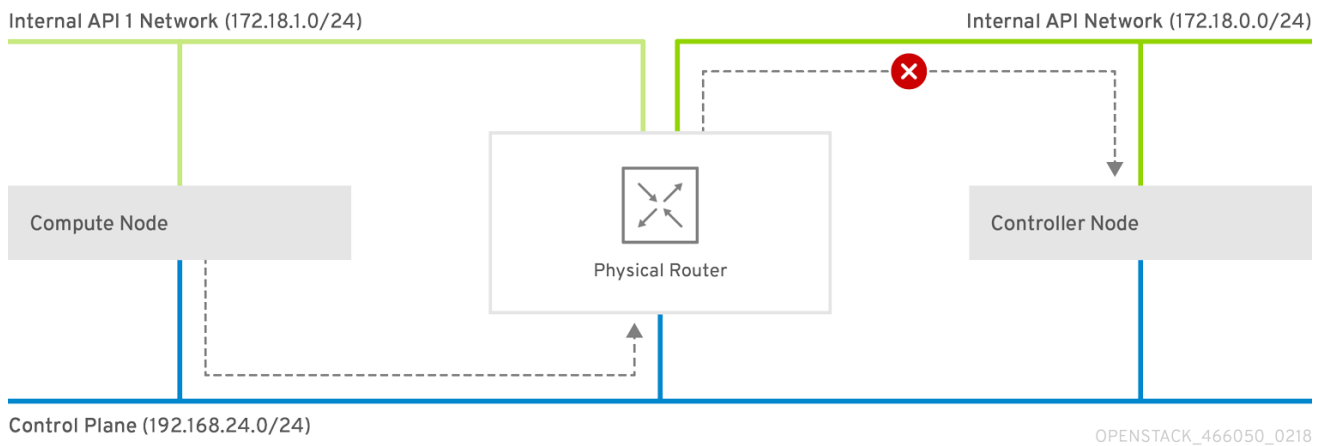 Internal API 1 Network (172.18.1.0/24)
Internal API Network (172.18.0.0/24)
Compute Node
Controller Node
Physical Router
Control Plane (192.168.24.0/24)
OPENSTACK_466050_0218